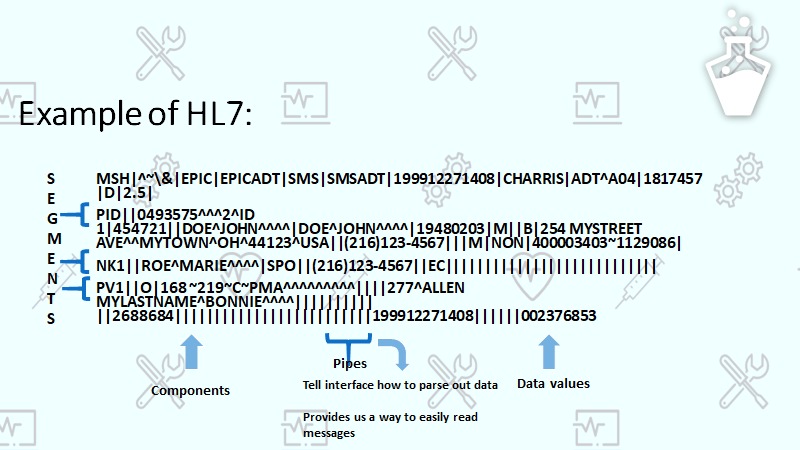 Example of HL7:
S
E
G
M
E
N
T
S
MSH|^~\&|EPIC|EPICADT|SMS|SMSADT|199912271408|CHARRIS|ADT^A04|1817457
|D|2.5|
PID||0493575^^^2^ID
1|454721||DOE^JOHN^^^^|DOE^JOHN^^^^|19480203|M||B|254 MYSTREET
AVE^^MYTOWN^OH^44123^USA||(216)123-4567|||M|NON|400003403~1129086|
NK1||ROE^MARIE^^^^|SPO||(216)123-4567||EC|||||||||||||||||||||||||||
PV1||O|168 ~219~C~PMA^^^^^^^^^||||277^ALLEN
MYLASTNAME^BONNIE^^^^||||||||||
||2688684|||||||||||||||||||||||||199912271408||||||002376853
Pipes
Components
Tell interface how to parse out data
Data values
Provides us a way to easily read
messages